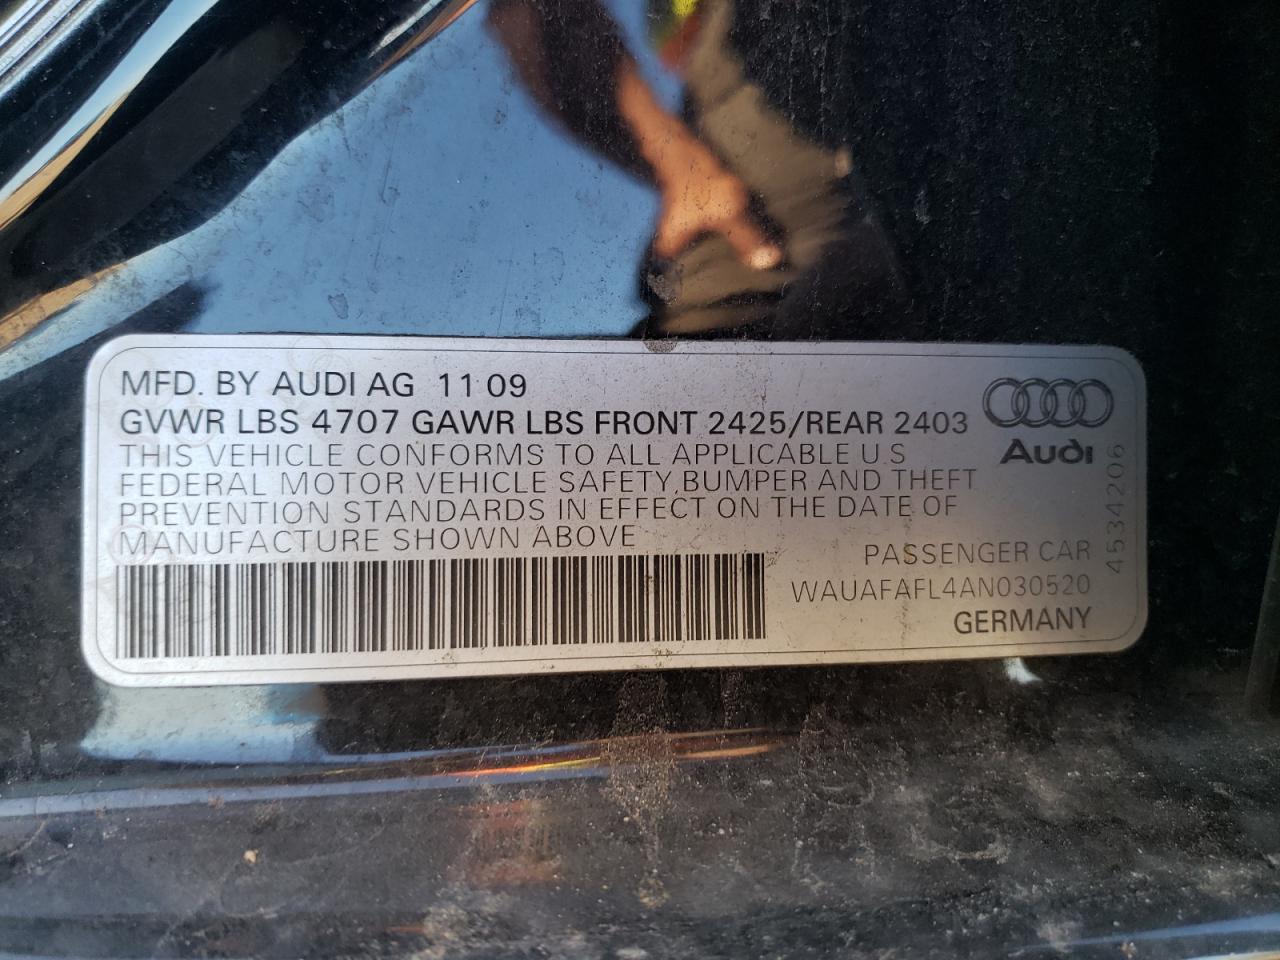 MFD. BY AUDI AG 11 09
GVWR LBS 4707 GAWR LBS FRONT 2425/REAR 2403
THIS VEHICLE CONFORMS TO ALL APPLICABLE U S
FEDERAL MOTOR VEHICLE SAFETY BUMPER AND THEFT
PREVENTION STANDARDS IN EFFECT ON THE DATE OF
MANUFACTURE SHOWN ABOVE
Audi
4534206
PASSENGER CAR
WAUAFAFL4AN030520
GERMANY